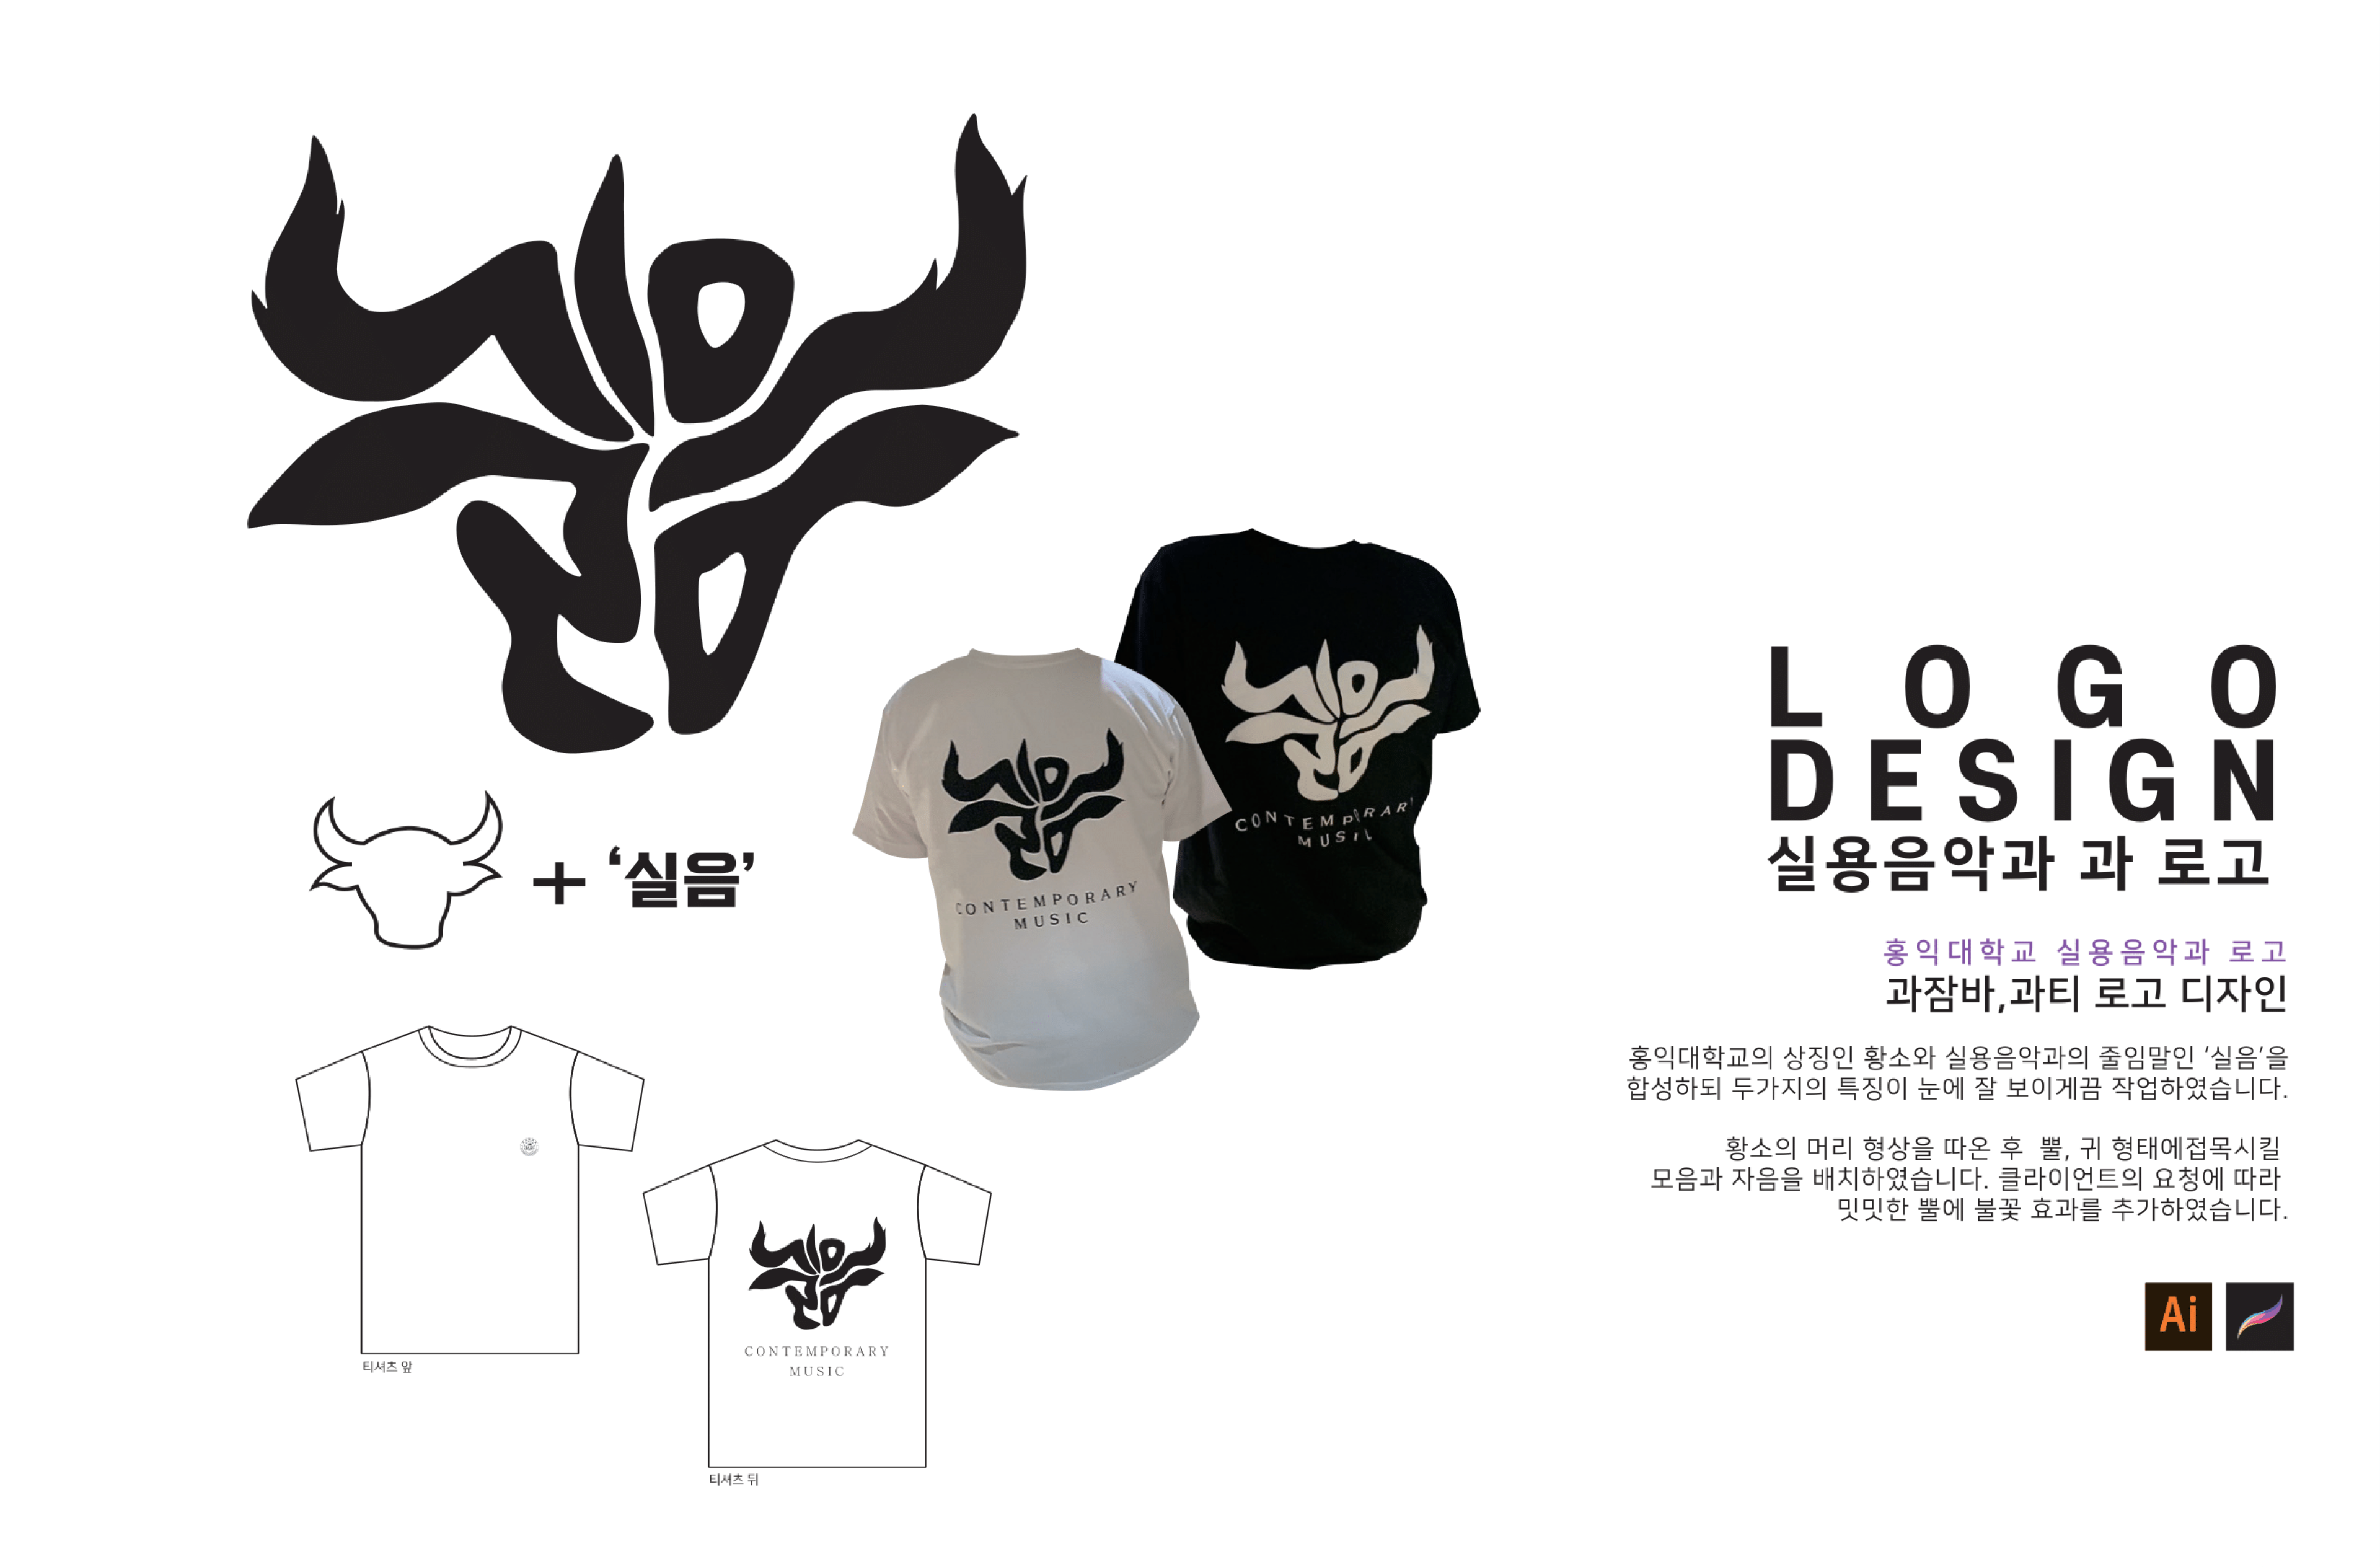 LOGO
DESIGN
실용음악과 과 로고
홍익대학교 실용음악과 로고
과잠바,과티 로고 디자인
홍익대학교의 상징인 황소와 실용음악과의 줄임말인 ‘실음’을
합성하되 두가지의 특징이 눈에 잘 보이게끔 작업하였습니다.
황소의 머리 형상을 따온 후 뿔, 귀 형태에접목시킬
모음과 자음을 배치하였습니다. 클라이언트의 요청에 따라
밋밋한 뿔에 불꽃 효과를 추가하였습니다.
Ai
+ ‘실음’
CONTEMPORARY
MUSIC
CONTEMPORARY
MUSIC
티셔츠 앞
CONTEMPORARY
MUSIC
티셔츠 뒤